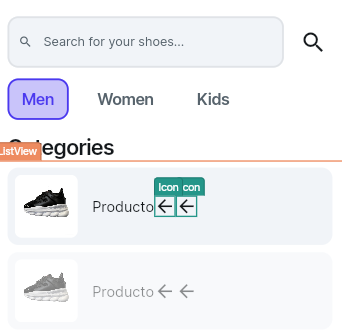 Search for your shoes...
Men Women Kids
Categories
ListView
Icon con
Producto
Producto